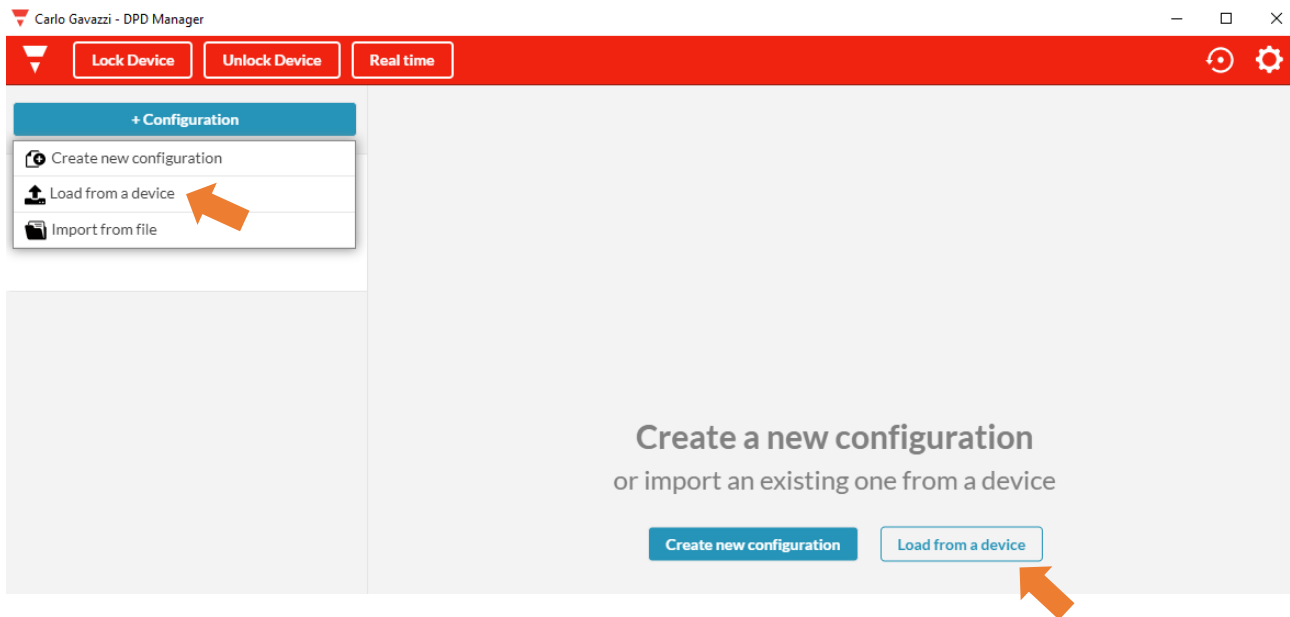 Carlo Gavazzi - DPD Manager
Lock Device
Unlock Device
Real time
+ Configuration
Create new configuration
Load from a device
Import from file
Create a new configuration
or import an existing one from a device
Create new configuration
Load from a device